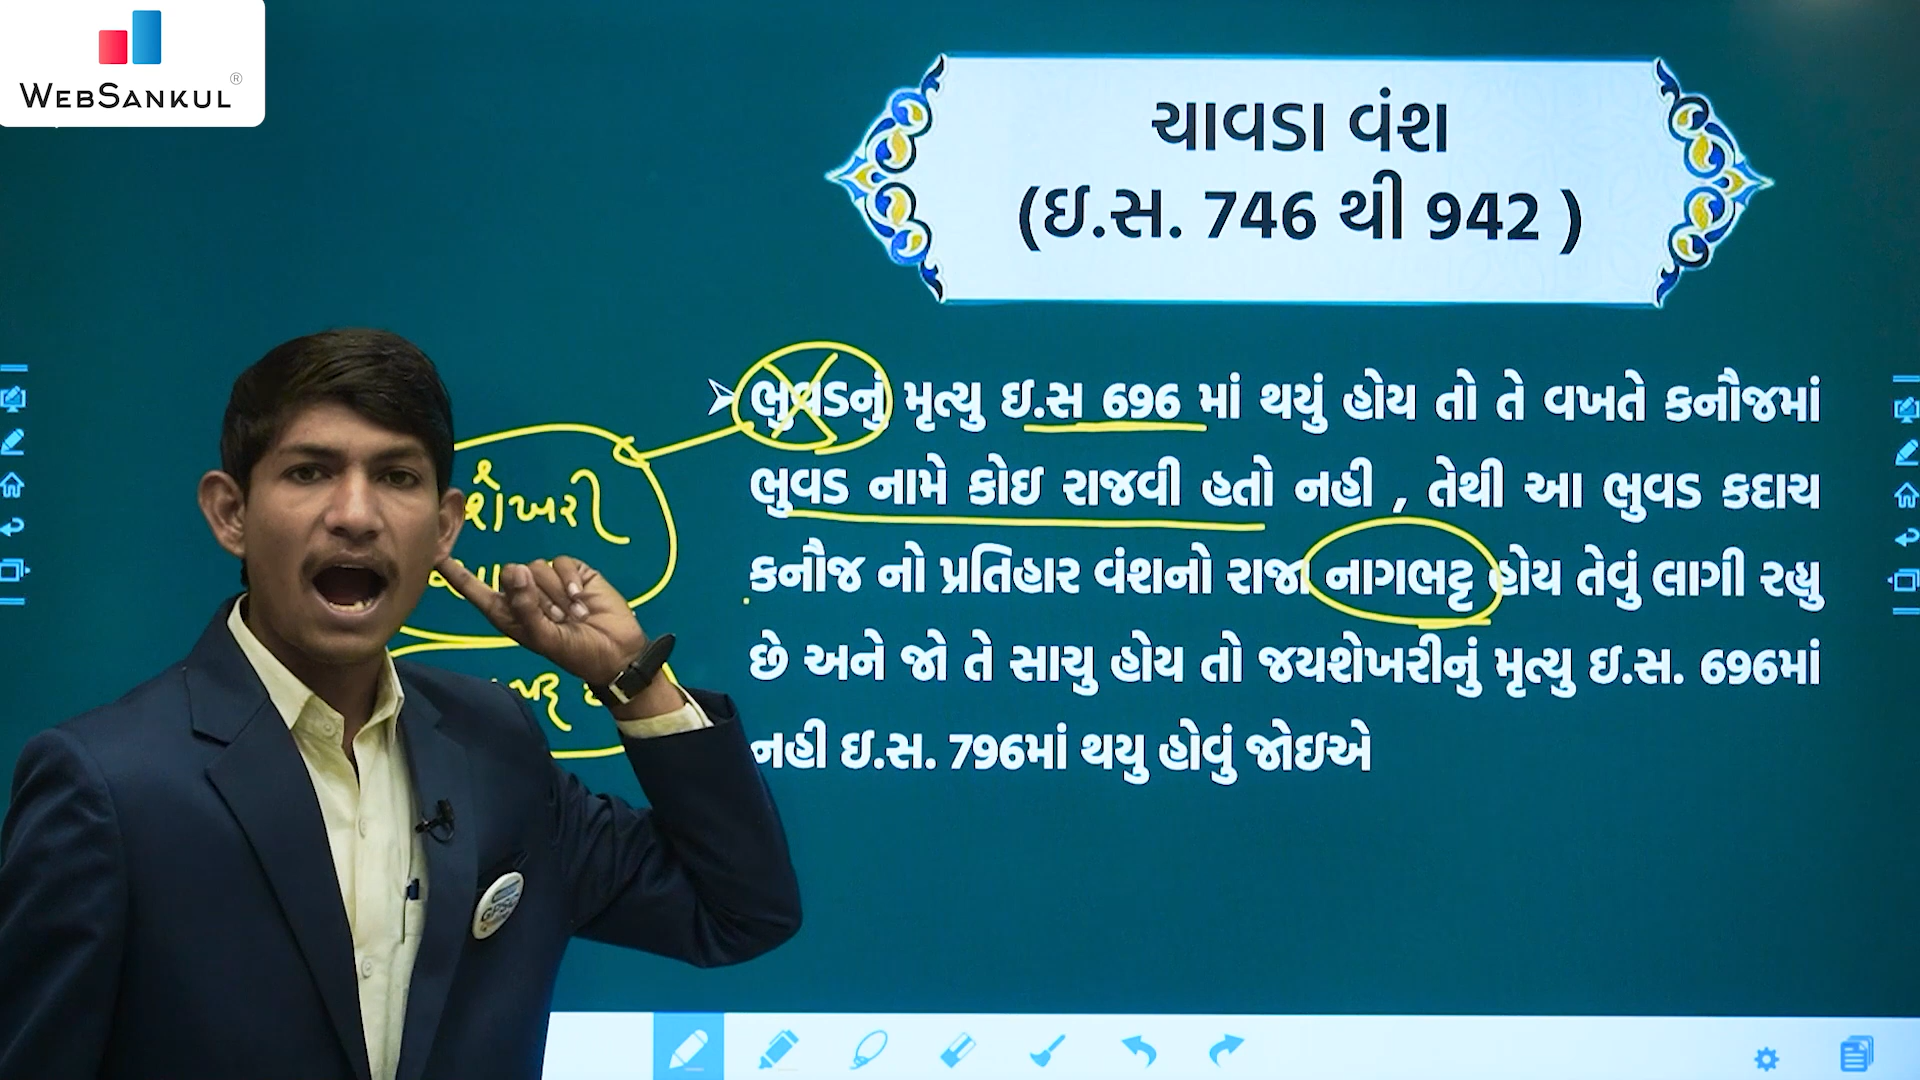 WEBSANKUL®
ચાવડા વંશ
(ઇ.સ. 746 થી 942 )
➢ ભુવડનું મૃત્યુ ઇ.સ 696 માં થયું હોય તો તે વખતે કનૌજમાં
ભુવડ નામે કોઇ રાજવી હતો નહી , તેથી આ ભુવડ કદાચ
કનૌજ નો પ્રતિહાર વંશનો રાજા નાગભટ્ટ હોય તેવું લાગી રહ્યુ
છે અને જો તે સાચુ હોય તો જયશેખરીનું મૃત્યુ ઇ.સ. 696માં
નહી ઇ.સ. 796માં થયુ હોવું જોઇએ
શેખરી